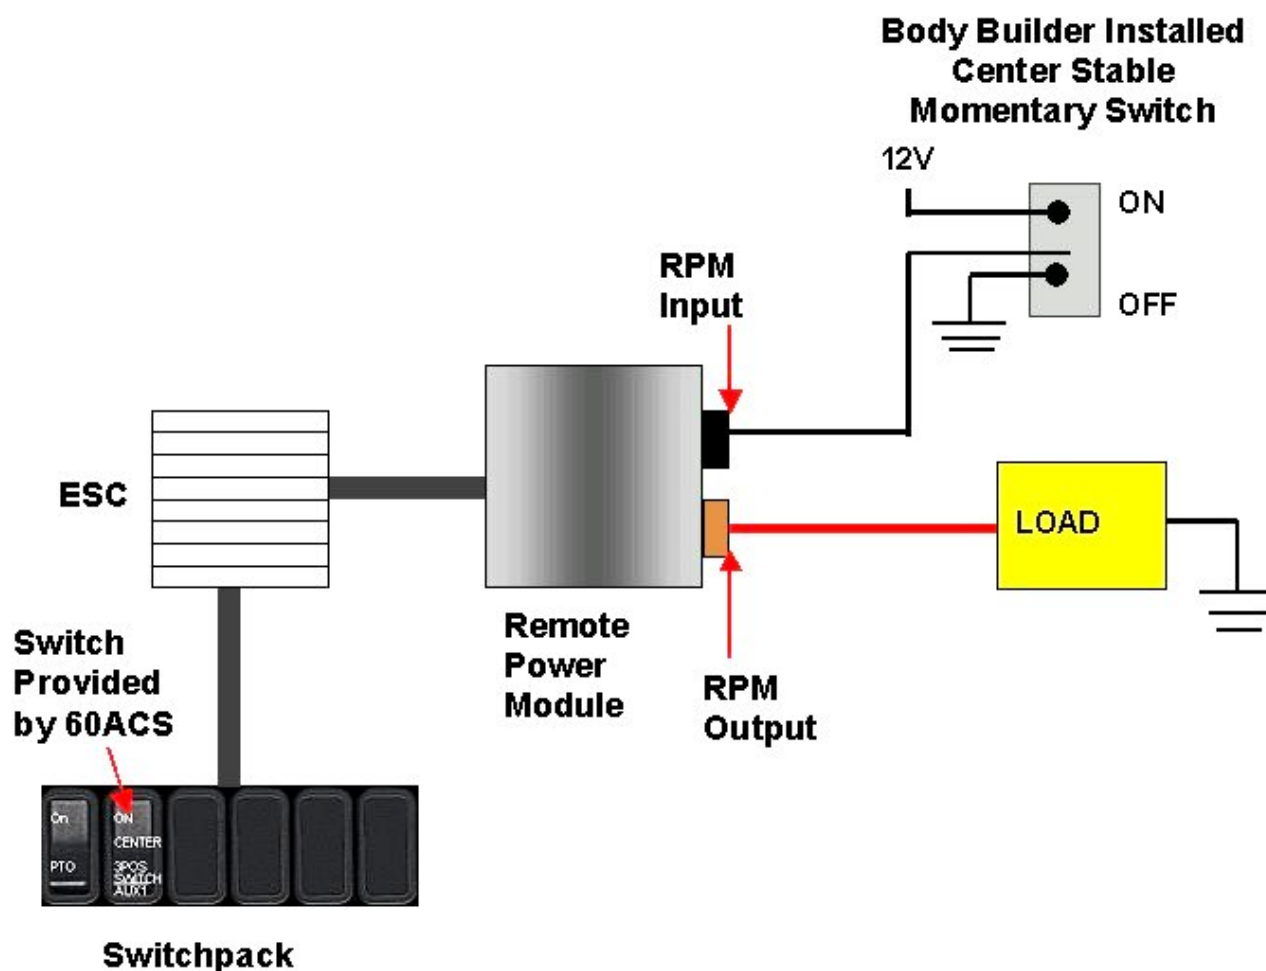 Body Builder Installed
Center Stable
Momentary Switch
12V
ON
OFF
RPM
Input
ESC
LOAD
Remote
Power
Module
RPM
Output
Switch
Provided
by 60ACS
On
PTO
ON
CENTER
3POS
SWITCH
AUX1
Switchpack